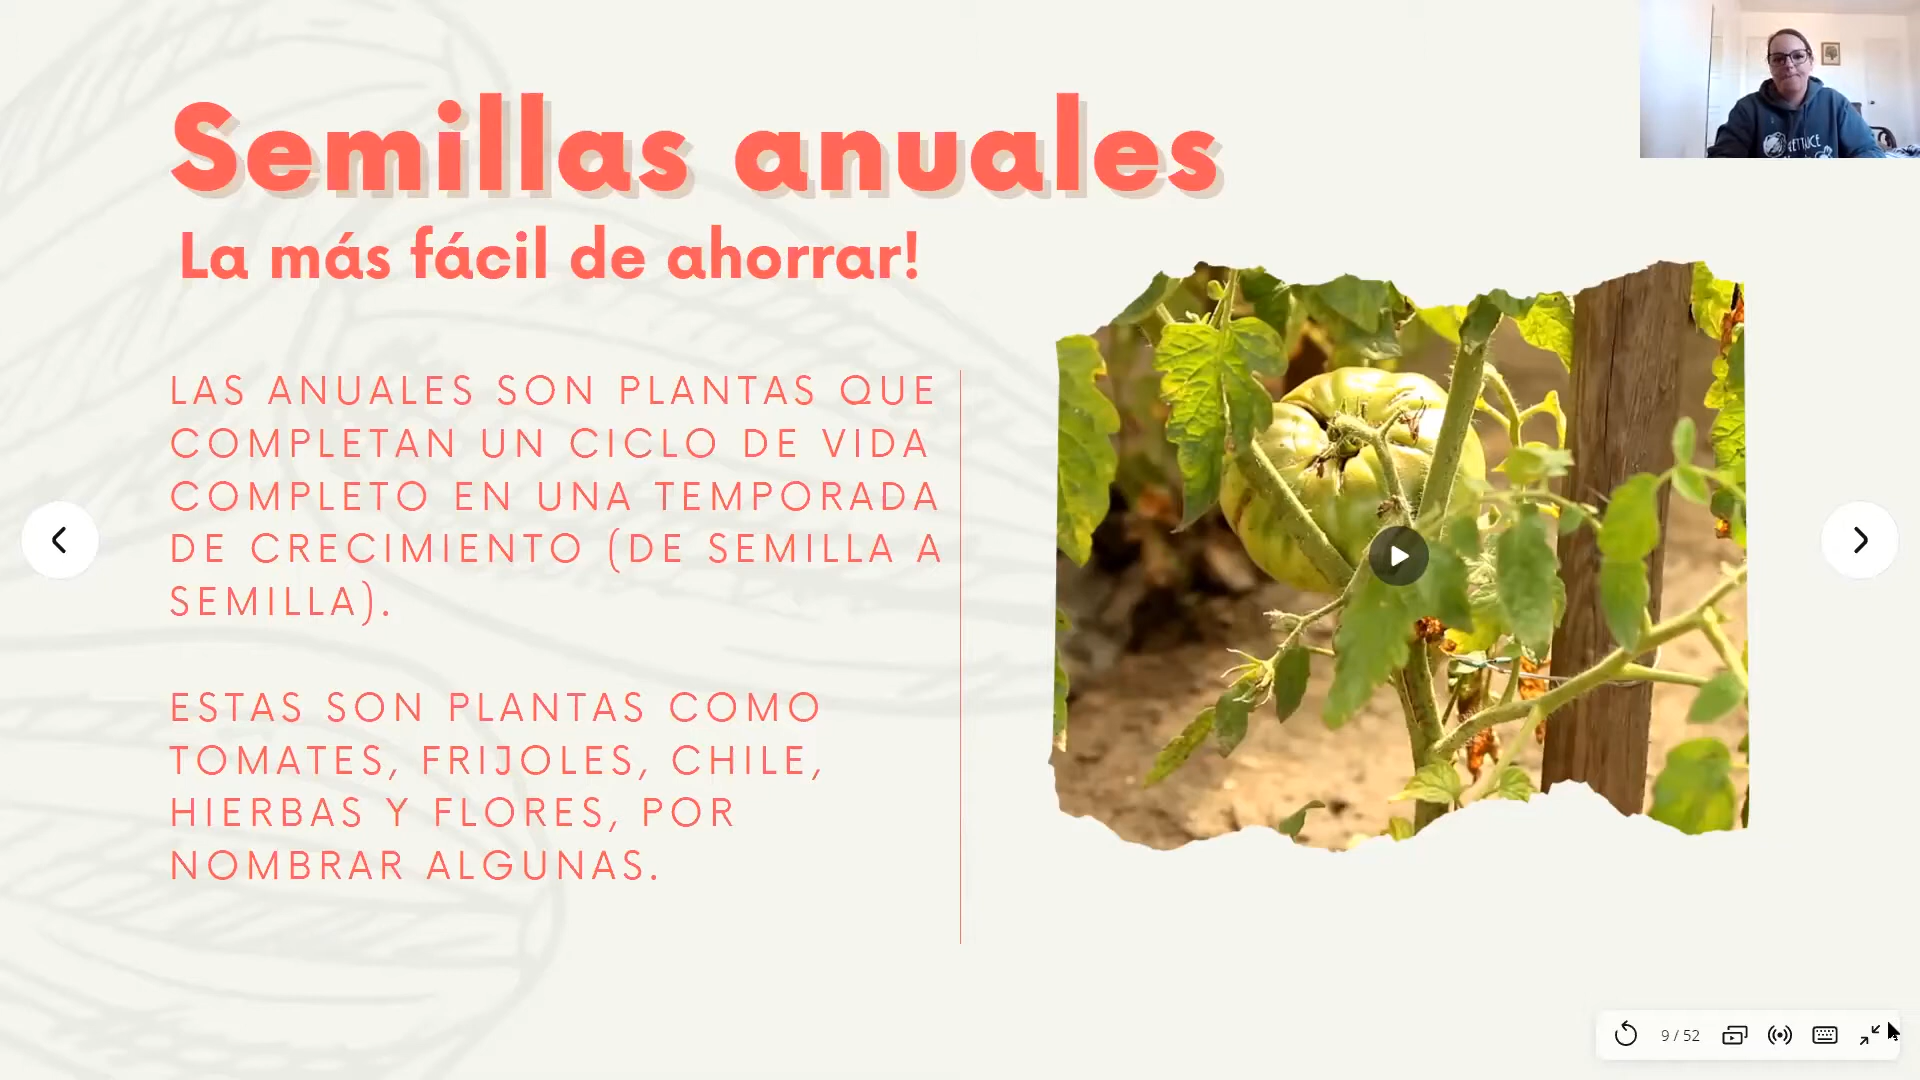 Semillas anuales
La más fácil de ahorrar!
LAS ANUALES SON PLANTAS QUE
COMPLETAN UN CICLO DE VIDA
COMPLETO EN UNA TEMPORADA
DE CRECIMIENTO (DE SEMILLA A
SEMILLA).
ESTAS SON PLANTAS COMO
TOMATES, FRIJOLES, CHILE,
HIERBAS Y FLORES, POR
NOMBRAR ALGUNAS.
9 / 52